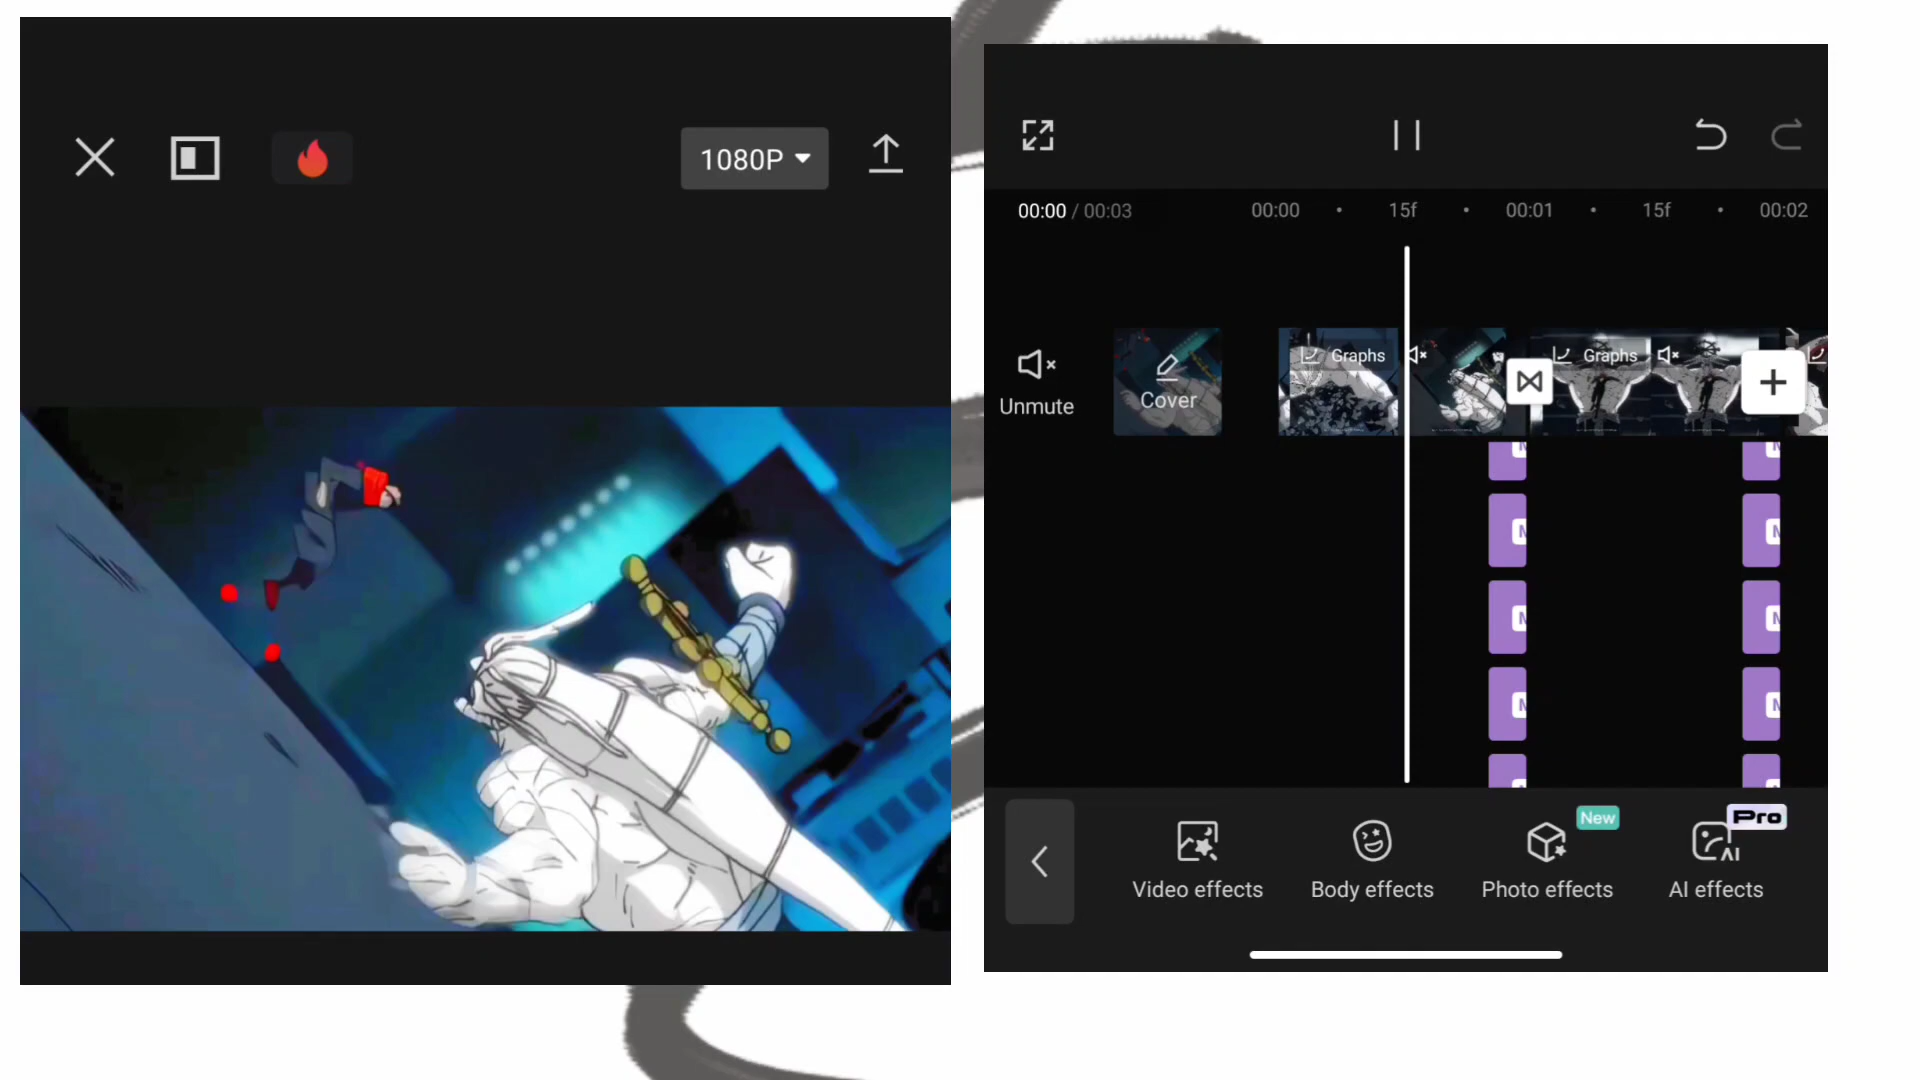 1080P
00:00 / 00:03
00:00 15f 00:01 15f 00:02
Graphs
Graphs
Unmute
Cover
New
Pro
AI
Video effects
Body effects
Photo effects
AI effects